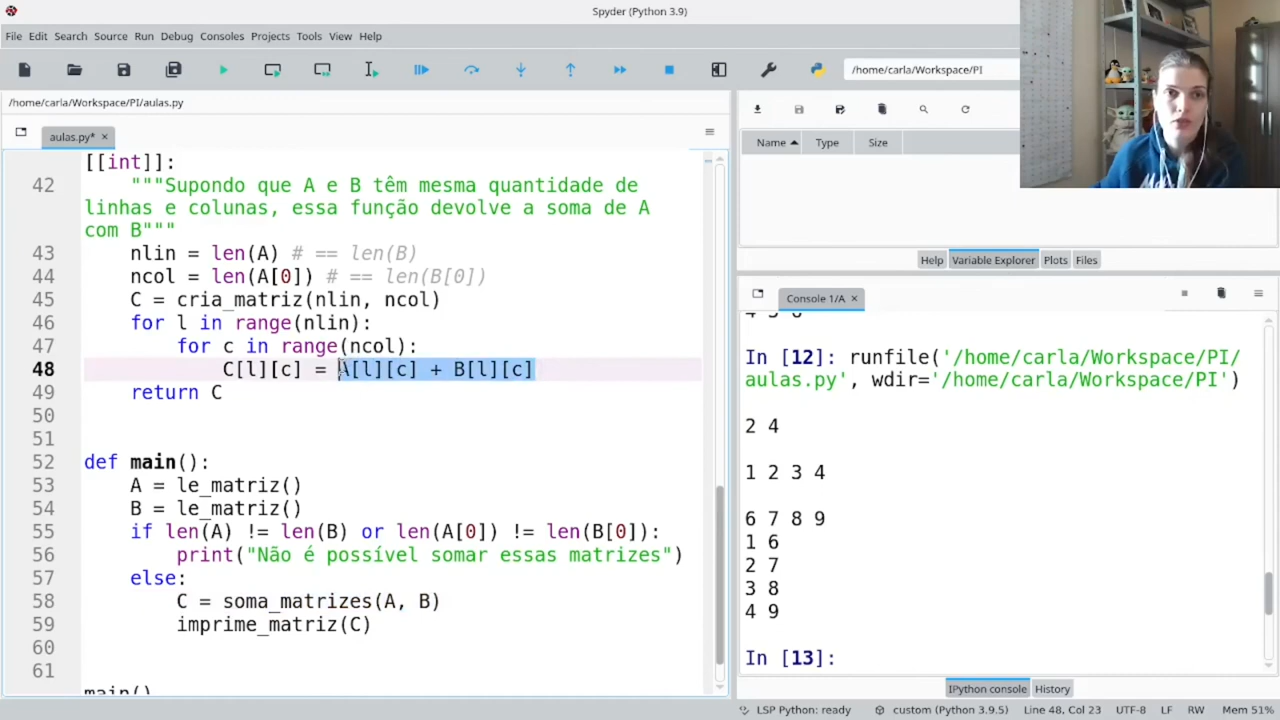 Spyder (Python 3.9)
File Edit Search Source Run Debug Consoles Projects Tools View Help
/home/carla/Workspace/PI
/home/carla/Workspace/PI/aulas.py
aulas.py*
[[int]]:
42 """Supondo que A e B têm mesma quantidade de
linhas e colunas, essa função devolve a soma de A
com B"""
43 nlin = len(A) # == len(B)
44 ncol = len(A[0]) # == len(B[0])
45 C = cria_matriz(nlin, ncol)
46 for l in range(nlin):
47 for c in range(ncol):
48 C[l][c] = A[l][c] + B[l][c]
49 return C
50
51
52 def main():
53 A = le_matriz()
54 B = le_matriz()
55 if len(A) != len(B) or len(A[0]) != len(B[0]):
56 print("Não é possível somar essas matrizes")
57 else:
58 C = soma_matrizes(A, B)
59 imprime_matriz(C)
60
61
main()
Name Type Size
Help Variable Explorer Plots Files
Console 1/A
4 5 6
In [12]: runfile('/home/carla/Workspace/PI/
aulas.py', wdir='/home/carla/Workspace/PI')
2 4
1 2 3 4
6 7 8 9
1 6
2 7
3 8
4 9
In [13]:
IPython console History
LSP Python: ready custom (Python 3.9.5) Line 48, Col 23 UTF-8 LF RW Mem 51%